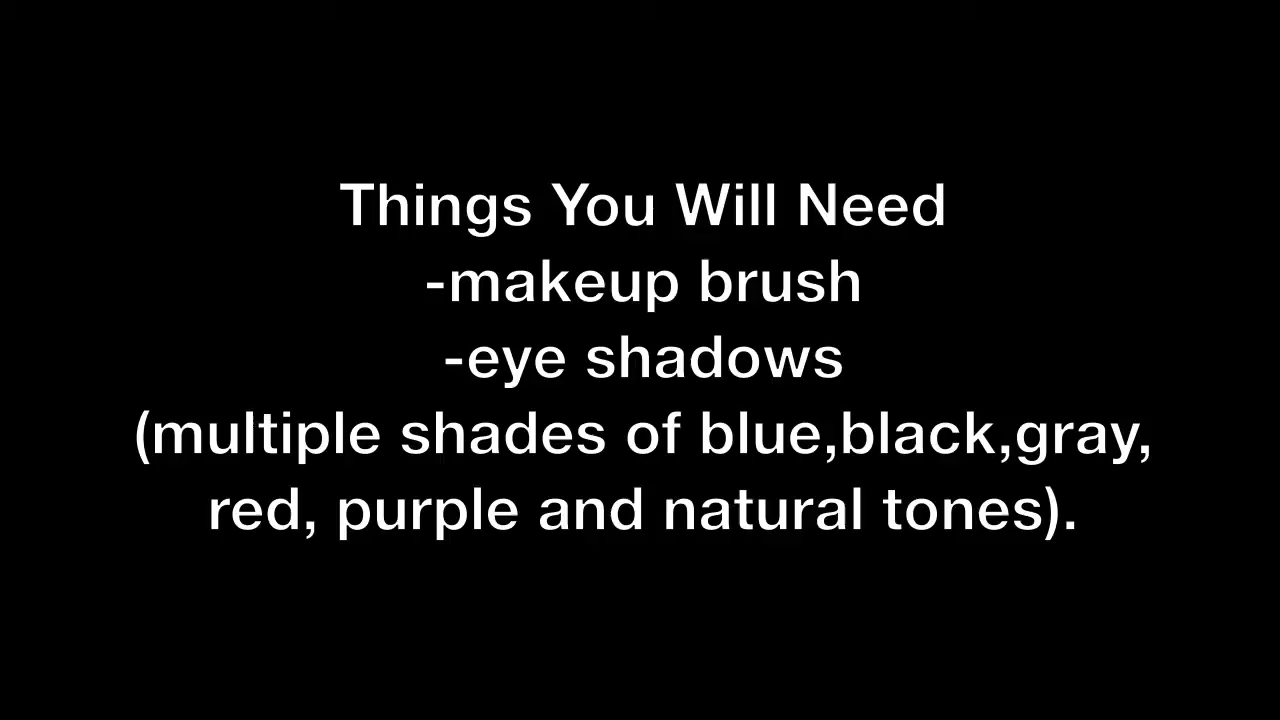 Things You Will Need
-makeup brush
-eye shadows
(multiple shades of blue,black,gray,
red, purple and natural tones).